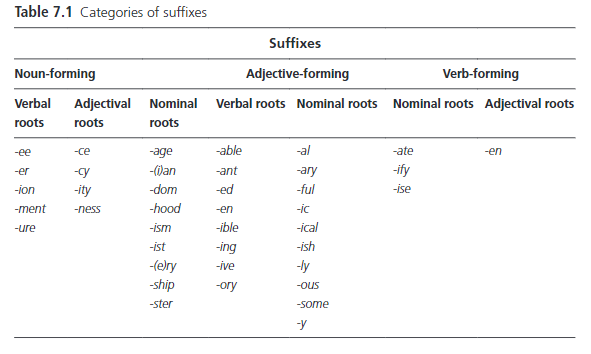 Table 7.1 Categories of suffixes
Suffixes
Noun-forming Adjective-forming Verb-forming
Verbal Adjectival Nominal Verbal roots Nominal roots Nominal roots Adjectival roots
roots roots roots
-ee -ce -age -able -al -ate -en
-er -cy -(i)an -ant -ary -ify
-ion -ity -dom -ed -ful -ise
-ment -ness -hood -en -ic
-ure -ism -ible -ical
-ist -ing -ish
-(e)ry -ive -ly
-ship -ory -ous
-ster -some
-y